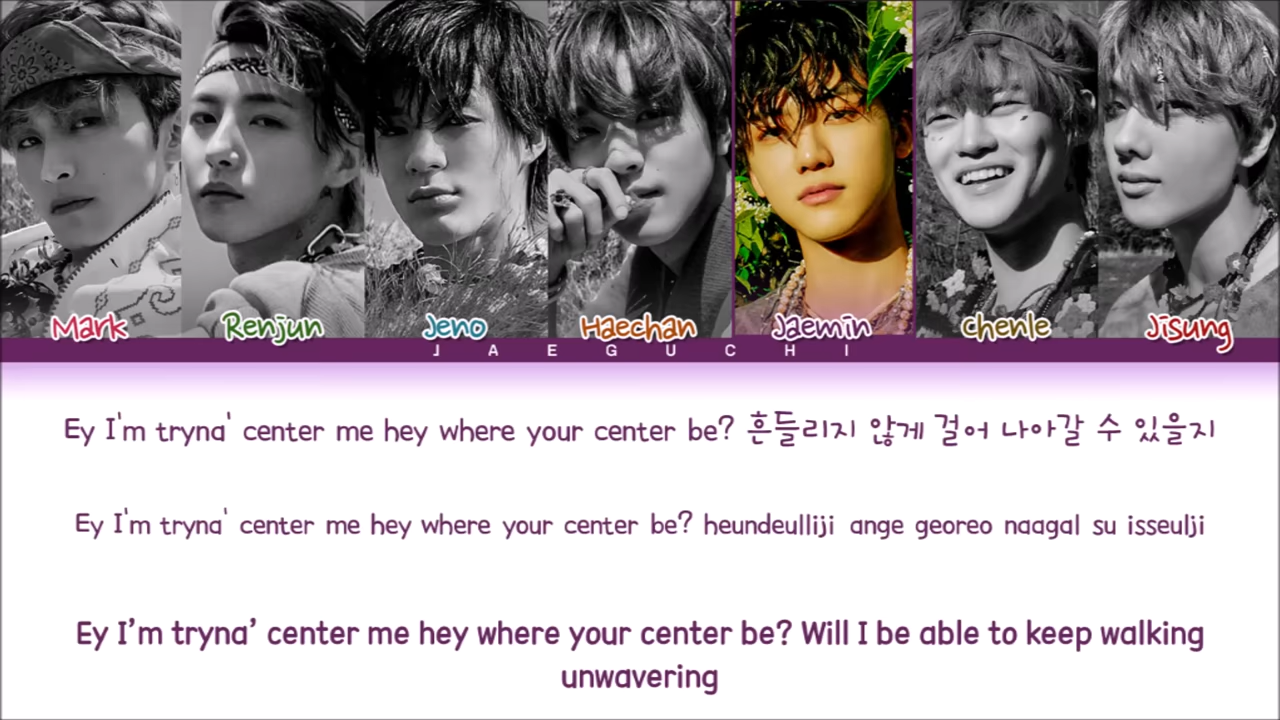 Mark Renjun Jeno Haechan Jaemin Chenle Jisung
J A E G U C H I
Ey I'm tryna' center me hey where your center be? 흔들리지 않게 걸어 나아갈 수 있을지
Ey I'm tryna' center me hey where your center be? heundeulliji ange georeo naagal su isseulji
Ey I’m tryna’ center me hey where your center be? Will I be able to keep walking
unwavering